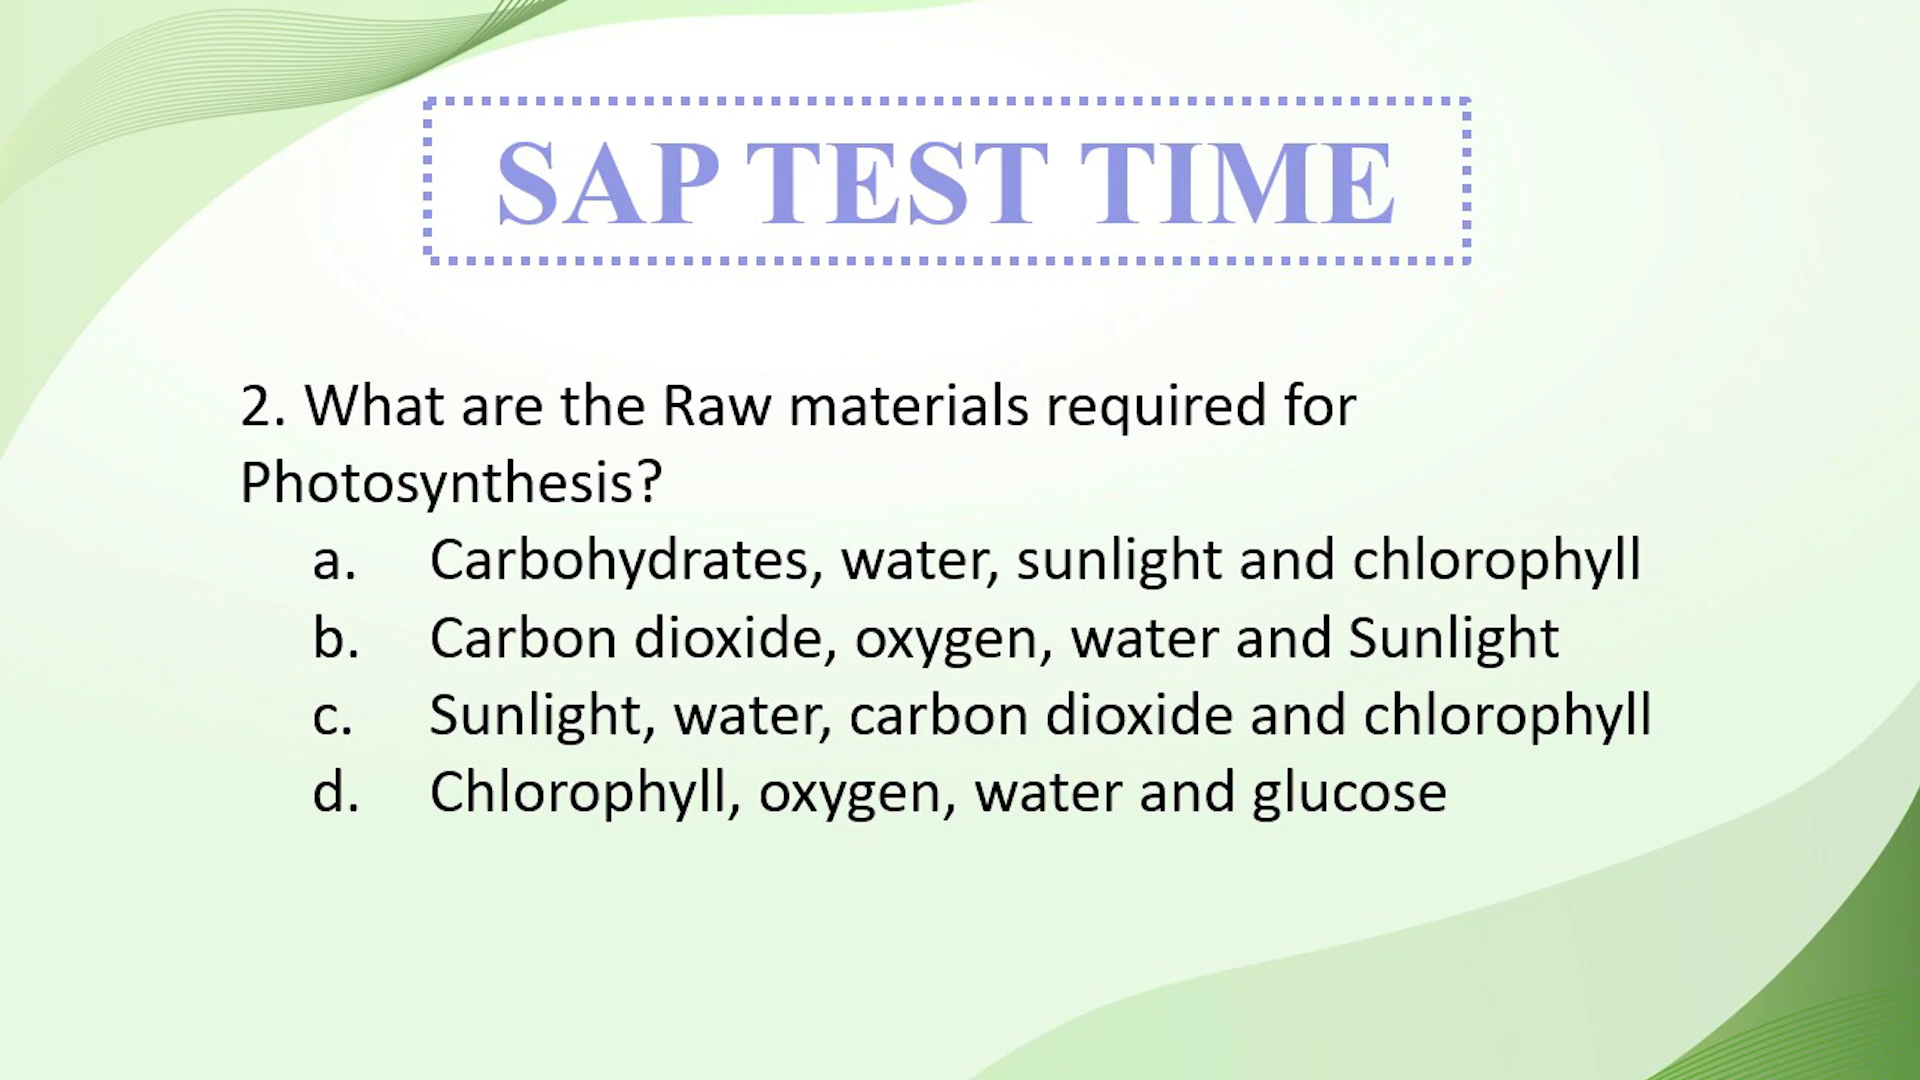 SAP TEST TIME
2. What are the Raw materials required for
Photosynthesis?
a. Carbohydrates, water, sunlight and chlorophyll
b. Carbon dioxide, oxygen, water and Sunlight
c. Sunlight, water, carbon dioxide and chlorophyll
d. Chlorophyll, oxygen, water and glucose